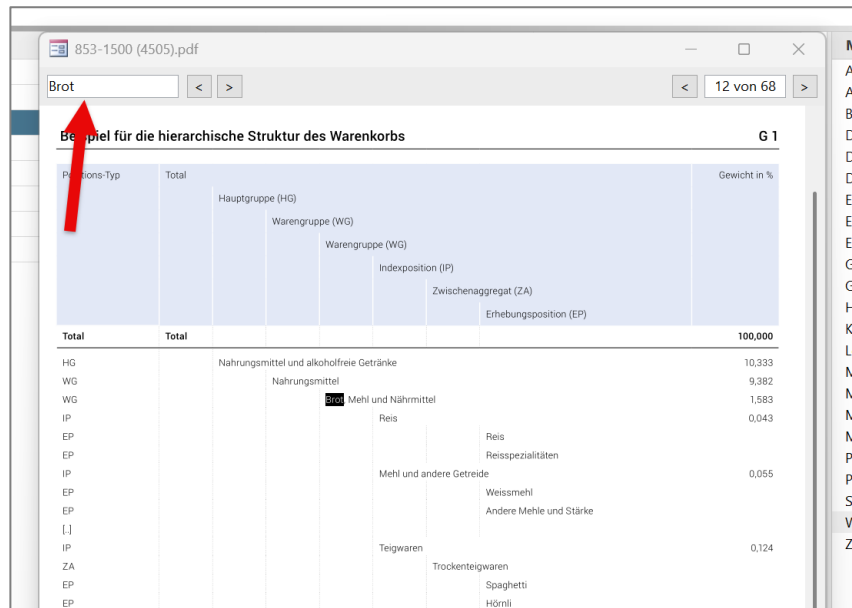 853-1500 (4505).pdf
Brot < > < 12 von 68 >
Beispiel für die hierarchische Struktur des Warenkorbs G 1
Positions-Typ Total Gewicht in %
Hauptgruppe (HG)
Warengruppe (WG)
Warengruppe (WG)
Indexposition (IP)
Zwischenaggregat (ZA)
Erhebungsposition (EP)
Total Total 100,000
HG Nahrungsmittel und alkoholfreie Getränke 10,333
WG Nahrungsmittel 9,382
WG Brot, Mehl und Nährmittel 1,583
IP Reis 0,043
EP Reis
EP Reisspezialitäten
IP Mehl und andere Getreide 0,055
EP Weissmehl
EP Andere Mehle und Stärke
[..]
IP Teigwaren 0,124
ZA Trockenteigwaren
EP Spaghetti
EP Hörnli